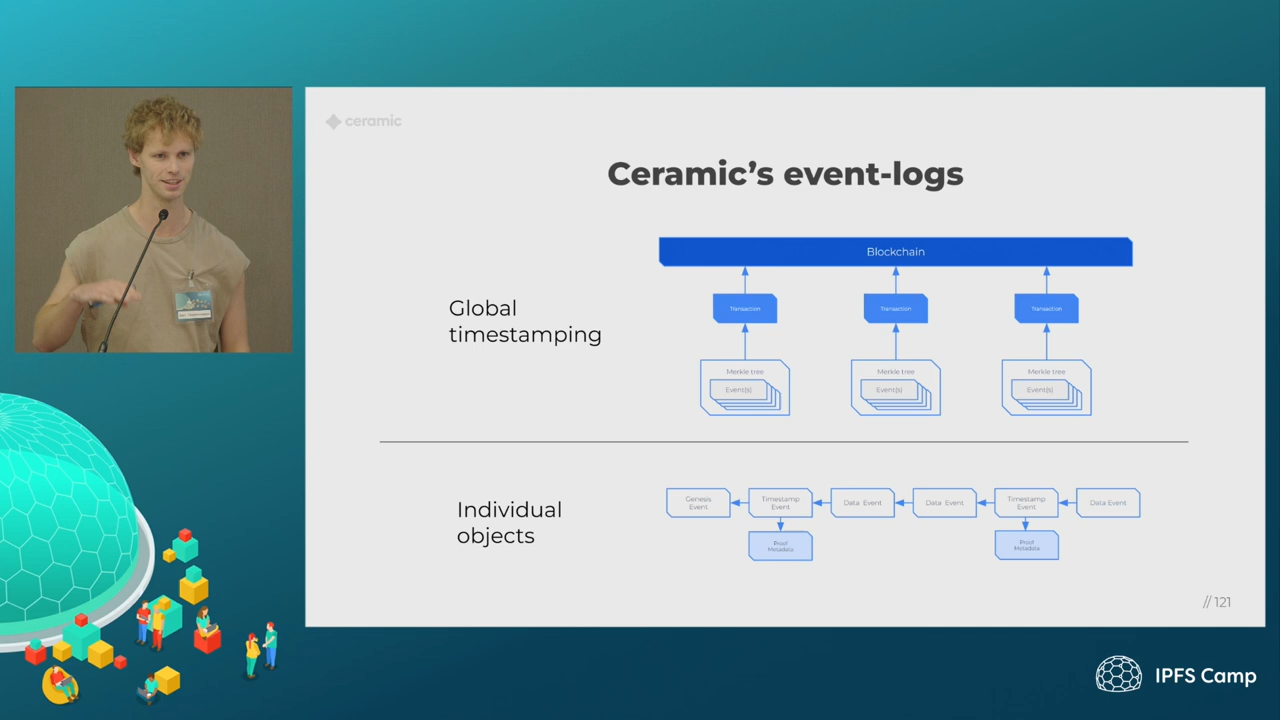 ceramic
Ceramic's event-logs
Blockchain
Global
timestamping
Transaction
Transaction
Transaction
Merkle tree
Event(s)
Merkle tree
Event(s)
Merkle tree
Event(s)
Individual
objects
Genesis
Event
Timestamp
Event
Data Event
Data Event
Timestamp
Event
Data Event
Proof
Metadata
Proof
Metadata
// 121
IPFS Camp